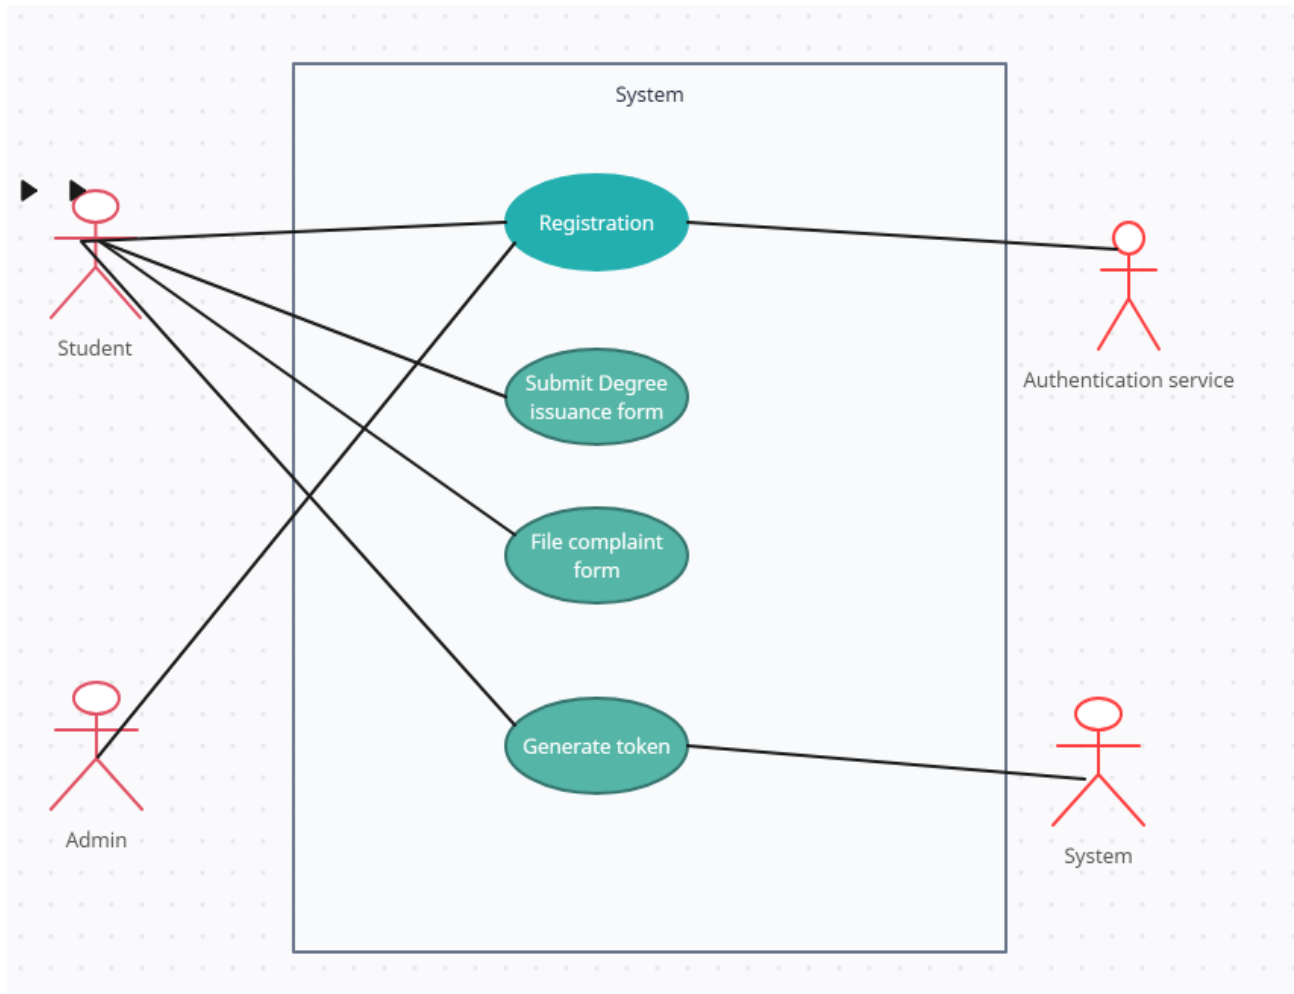 System
Registration
Student
Submit Degree
issuance form
Authentication service
File complaint
form
Generate token
Admin
System